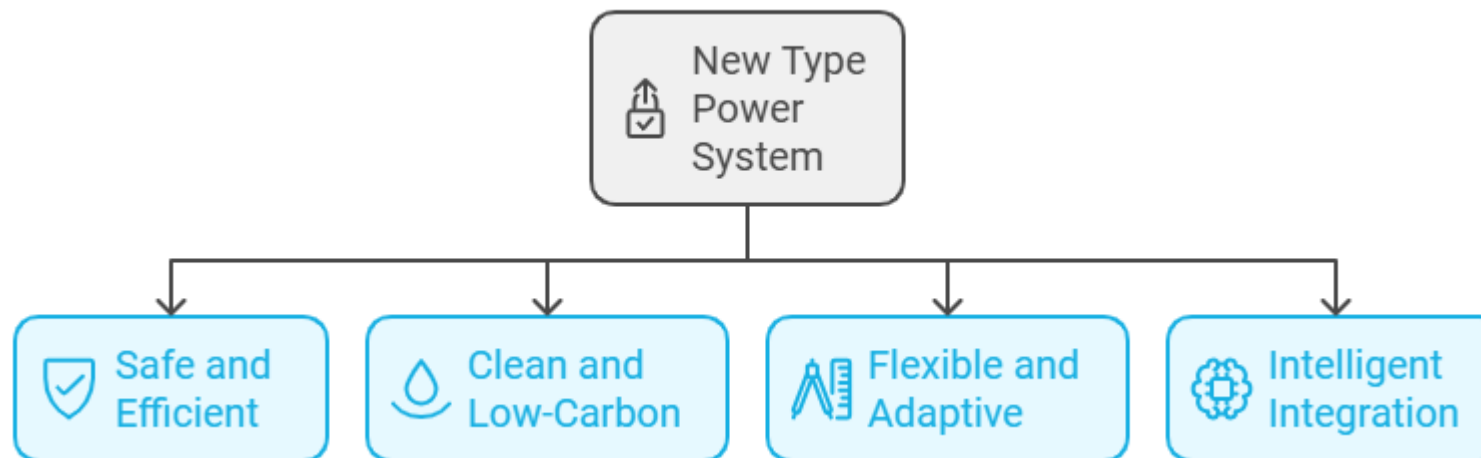 New Type
Power
System
Safe and
Efficient
Clean and
Low-Carbon
Flexible and
Adaptive
Intelligent
Integration